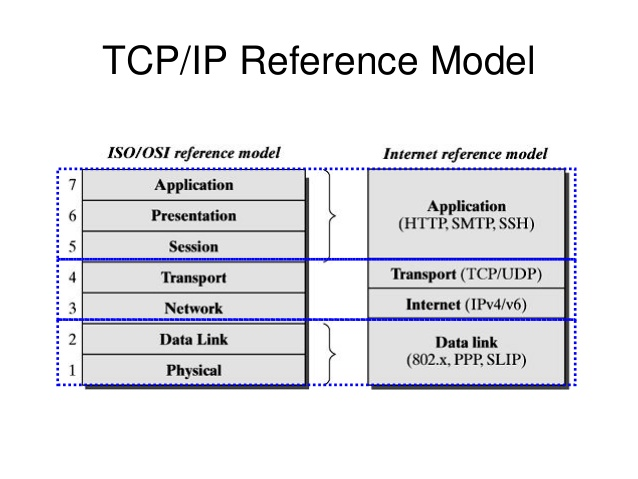 TCP/IP Reference Model
ISO/OSI reference model
7 Application
6 Presentation
5 Session
4 Transport
3 Network
2 Data Link
1 Physical
Internet reference model
Application
(HTTP, SMTP, SSH)
Transport (TCP/UDP)
Internet (IPv4/v6)
Data link
(802.x, PPP, SLIP)